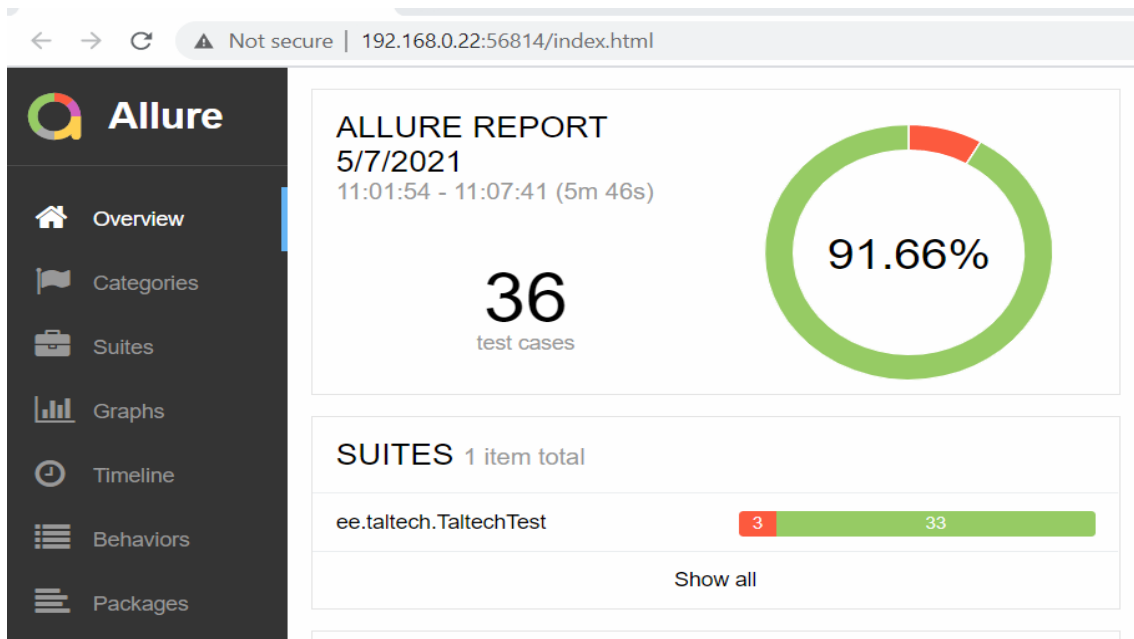 Not secure | 192.168.0.22:56814/index.html
Allure
Overview
Categories
Suites
Graphs
Timeline
Behaviors
Packages
ALLURE REPORT
5/7/2021
11:01:54 - 11:07:41 (5m 46s)
36
test cases
91.66%
SUITES 1 item total
ee.taltech.TaltechTest 3 33
Show all